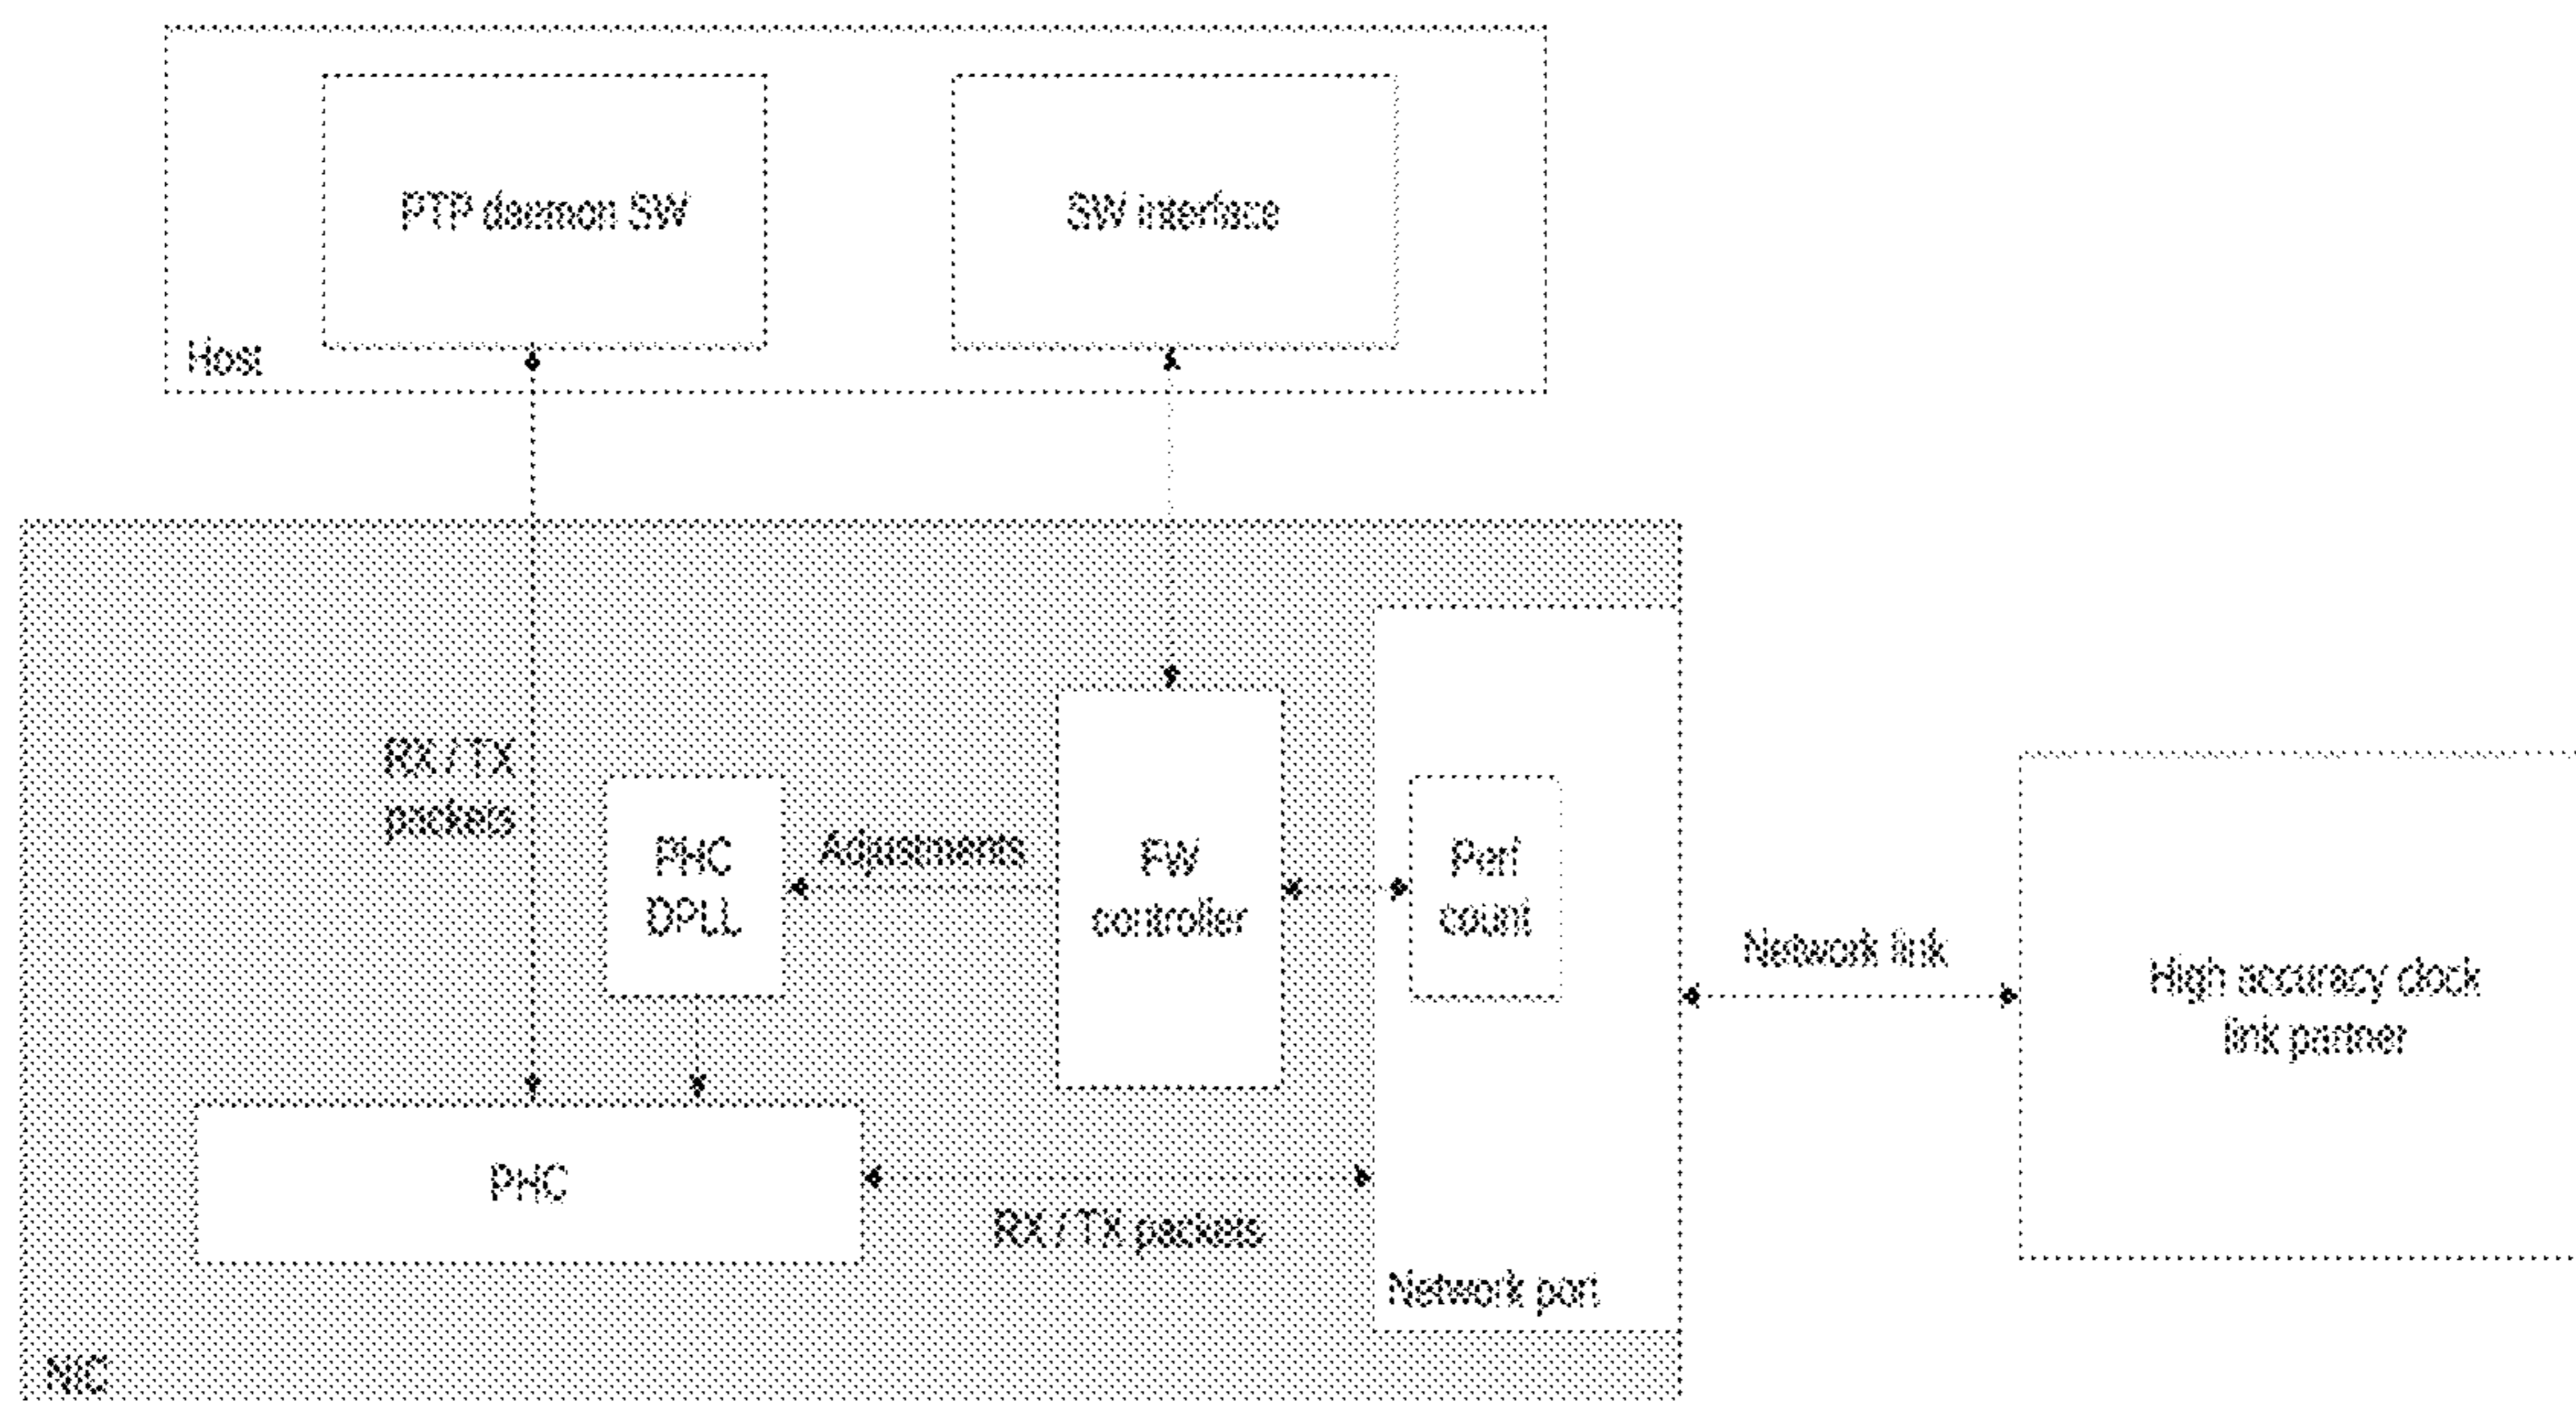 PTP daemon SW
SW interface
Host
RX / TX
packets
PHC
DPLL
Adjustments
FW
controller
Perf
count
Network link
High accuracy clock
link partner
PHC
RX / TX packets
Network port
NIC